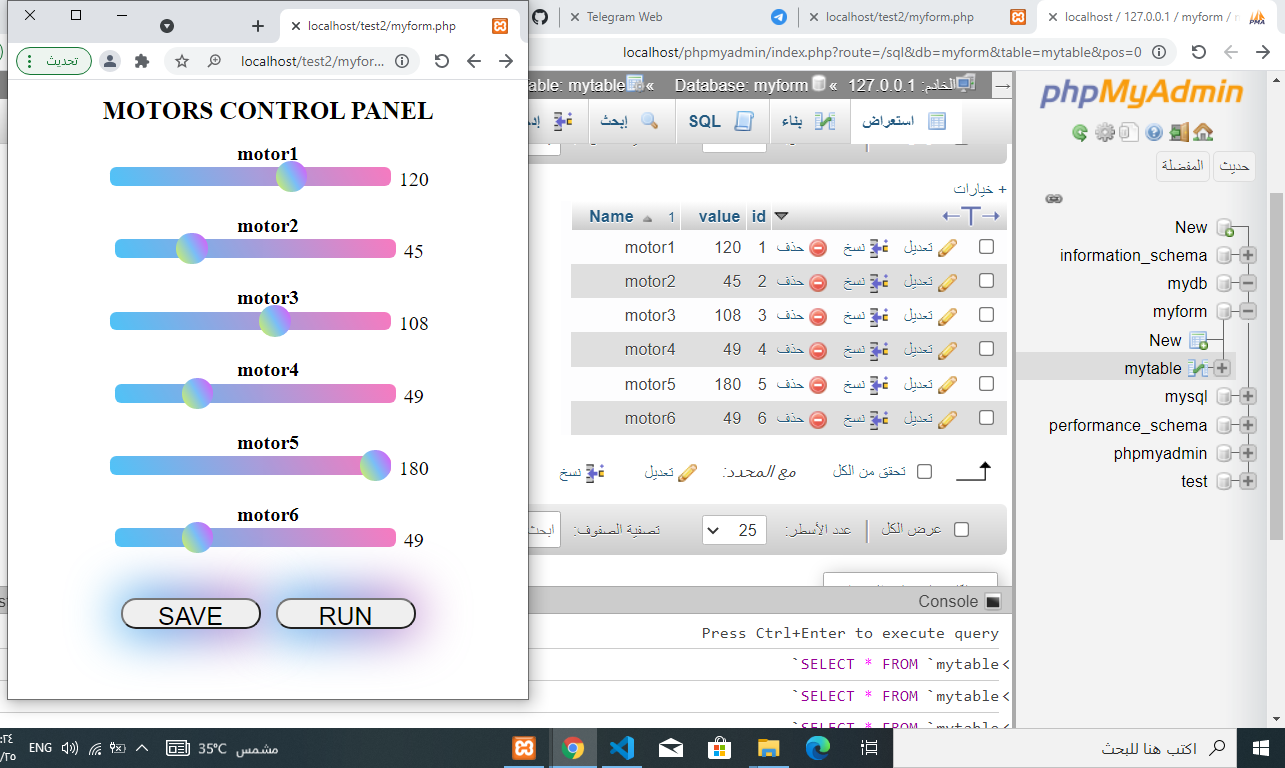 localhost/test2/myform.php
تحديث
localhost/test2/myfor...
MOTORS CONTROL PANEL
motor1
120
motor2
45
motor3
108
motor4
49
motor5
180
motor6
49
SAVE
RUN
Telegram Web
localhost/test2/myform.php
localhost / 127.0.0.1 / myform /
localhost/phpmyadmin/index.php?route=/sql&db=myform&table=mytable&pos=0
الخادم: 127.0.0.1 » Database: myform » able: mytable
استعراض
بناء
SQL
إبحث
+ خيارات
Name 1 value id
motor1 120 1 حذف نسخ تعديل
motor2 45 2 حذف نسخ تعديل
motor3 108 3 حذف نسخ تعديل
motor4 49 4 حذف نسخ تعديل
motor5 180 5 حذف نسخ تعديل
motor6 49 6 حذف نسخ تعديل
تحقق من الكل مع المحدد: تعديل نسخ
عرض الكل | عدد الأسطر: 25 تصفية الصفوف:
Console
Press Ctrl+Enter to execute query
`SELECT * FROM `mytable<
`SELECT * FROM `mytable<
`SELECT * FROM `mytable<
phpMyAdmin
حديث
المفضلة
New
information_schema
mydb
myform
New
mytable
mysql
performance_schema
phpmyadmin
test
ENG
35°C مشمس
اكتب هنا للبحث